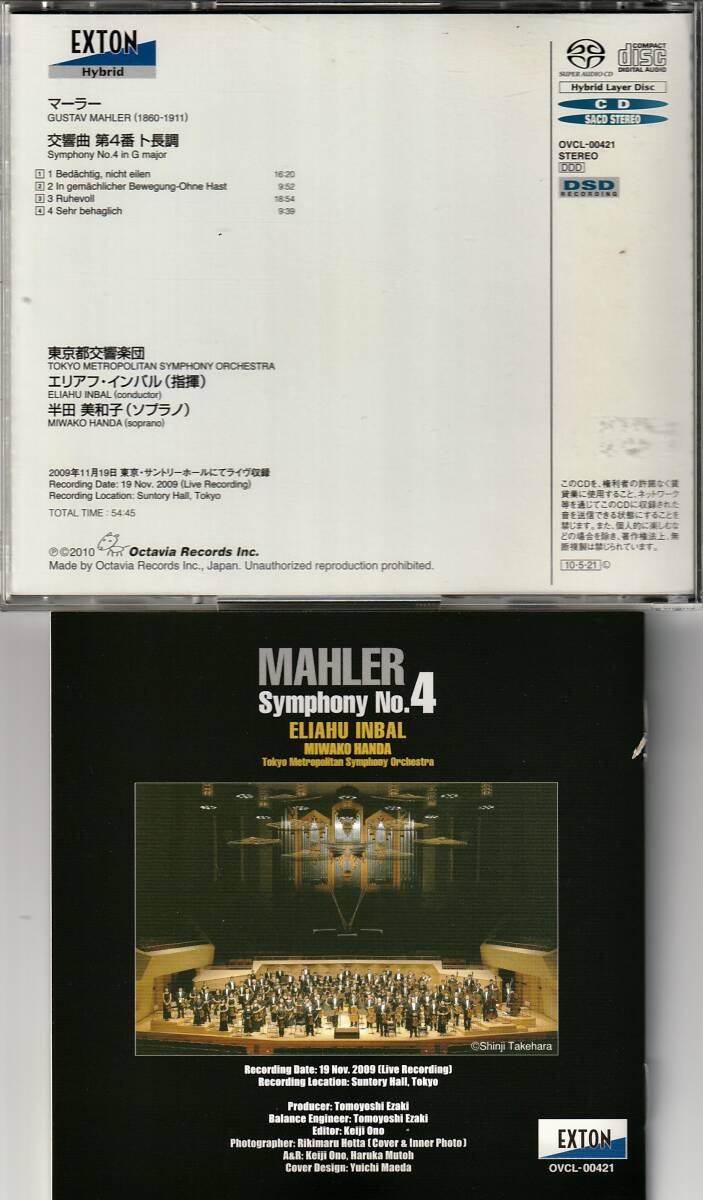 EXTON
Hybrid
マーラー
GUSTAV MAHLER (1860-1911)
交響曲 第4番 ト長調
Symphony No.4 in G major
1 1 Bedächtig, nicht eilen 16:20
2 2 In gemächlicher Bewegung-Ohne Hast 9:52
3 3 Ruhevoll 18:54
4 4 Sehr behaglich 9:39
東京都交響楽団
TOKYO METROPOLITAN SYMPHONY ORCHESTRA
エリアフ・インバル(指揮)
ELIAHU INBAL (conductor)
半田 美和子(ソプラノ)
MIWAKO HANDA (soprano)
2009年11月19日 東京・サントリーホールにてライヴ収録
Recording Date: 19 Nov. 2009 (Live Recording)
Recording Location: Suntory Hall, Tokyo
TOTAL TIME : 54:45
℗©2010 Octavia Records Inc.
Made by Octavia Records Inc., Japan. Unauthorized reproduction prohibited.
SUPER AUDIO CD
COMPACT
disc
DIGITAL AUDIO
Hybrid Layer Disc
CD
SACD STEREO
OVCL-00421
STEREO
DDD
DSD
RECORDING
このCDを、権利者の許諾なく賃
貸業に使用すること、ネットワーク
等を通じてこのCDに収録された
音を送信できる状態にすることを
禁じます。また、個人的に楽しむな
どの場合を除き、著作権法上、無
断複製は禁じられています。
10·5·21 ©
MAHLER
Symphony No.4
ELIAHU INBAL
MIWAKO HANDA
Tokyo Metropolitan Symphony Orchestra
©Shinji Takehara
Recording Date: 19 Nov. 2009 (Live Recording)
Recording Location: Suntory Hall, Tokyo
Producer: Tomoyoshi Ezaki
Balance Engineer: Tomoyoshi Ezaki
Editor: Keiji Ono
Photographer: Rikimaru Hotta (Cover & Inner Photo)
A&R: Keiji Ono, Haruka Mutoh
Cover Design: Yuichi Maeda
EXTON
OVCL-00421